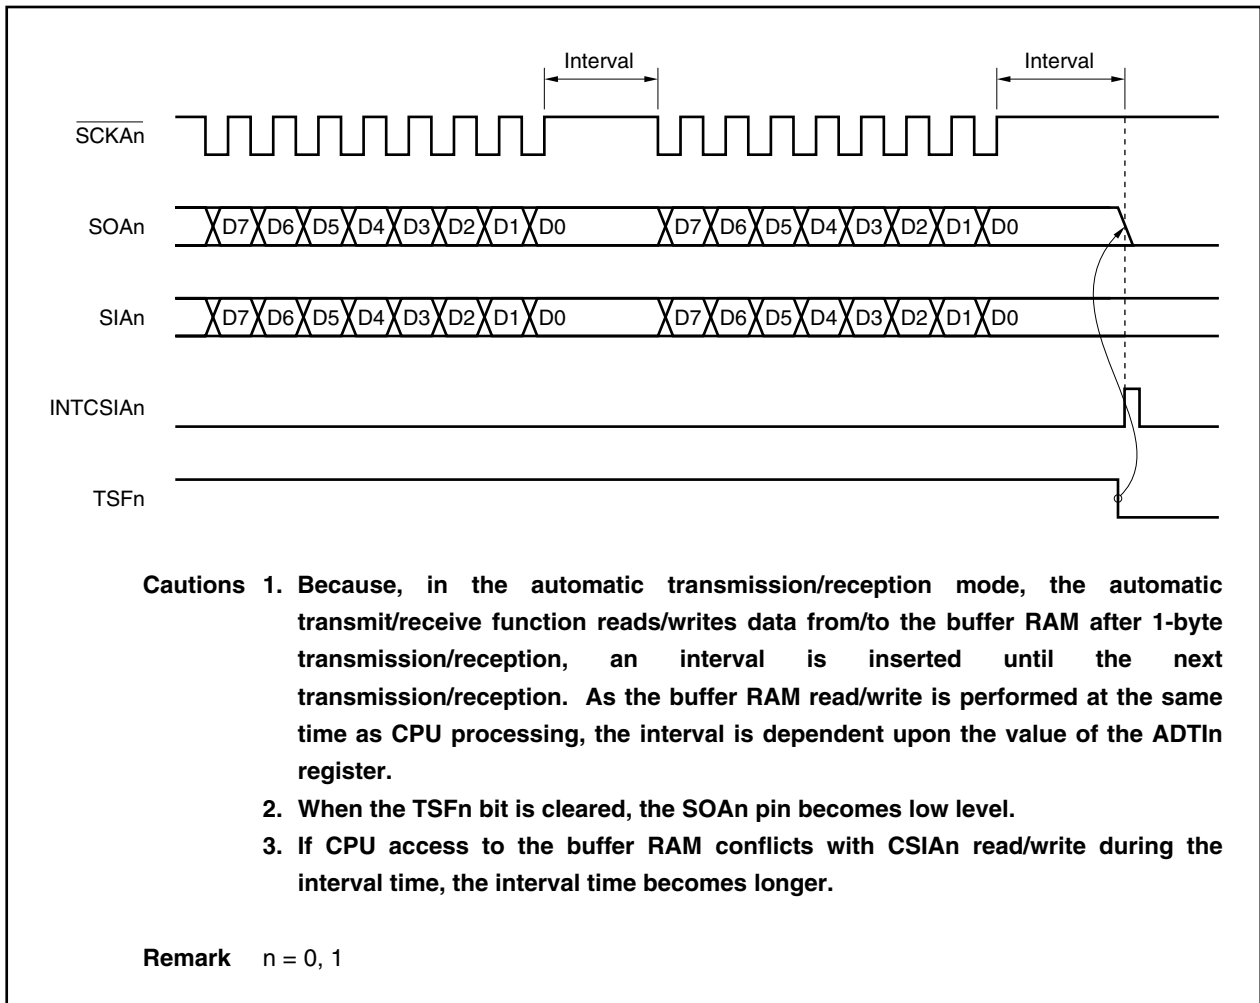 Interval Interval
SCKAn
SOAn D7 D6 D5 D4 D3 D2 D1 D0 D7 D6 D5 D4 D3 D2 D1 D0
SIAn D7 D6 D5 D4 D3 D2 D1 D0 D7 D6 D5 D4 D3 D2 D1 D0
INTCSIAn
TSFn
Cautions 1. Because, in the automatic transmission/reception mode, the automatic
transmit/receive function reads/writes data from/to the buffer RAM after 1-byte
transmission/reception, an interval is inserted until the next
transmission/reception. As the buffer RAM read/write is performed at the same
time as CPU processing, the interval is dependent upon the value of the ADTIn
register.
2. When the TSFn bit is cleared, the SOAn pin becomes low level.
3. If CPU access to the buffer RAM conflicts with CSIAn read/write during the
interval time, the interval time becomes longer.
Remark n = 0, 1